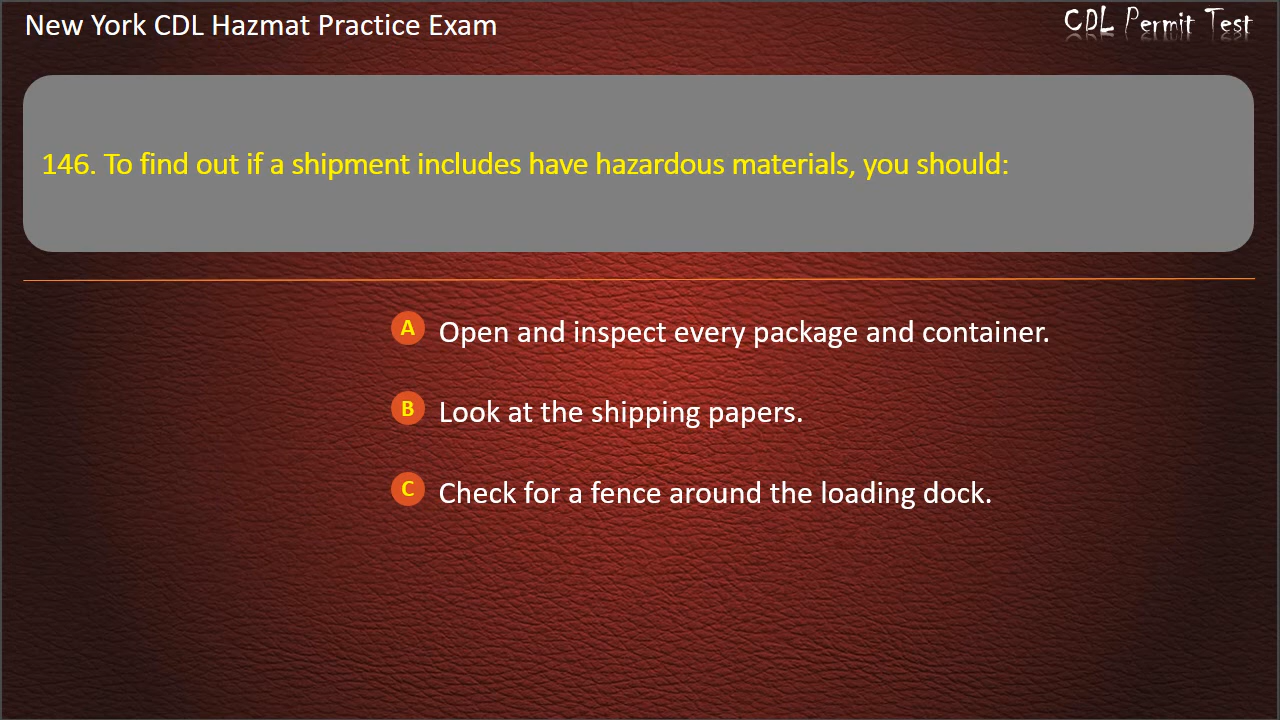 New York CDL Hazmat Practice Exam
CDL Permit Test
146. To find out if a shipment includes have hazardous materials, you should:
A Open and inspect every package and container.
B Look at the shipping papers.
C Check for a fence around the loading dock.